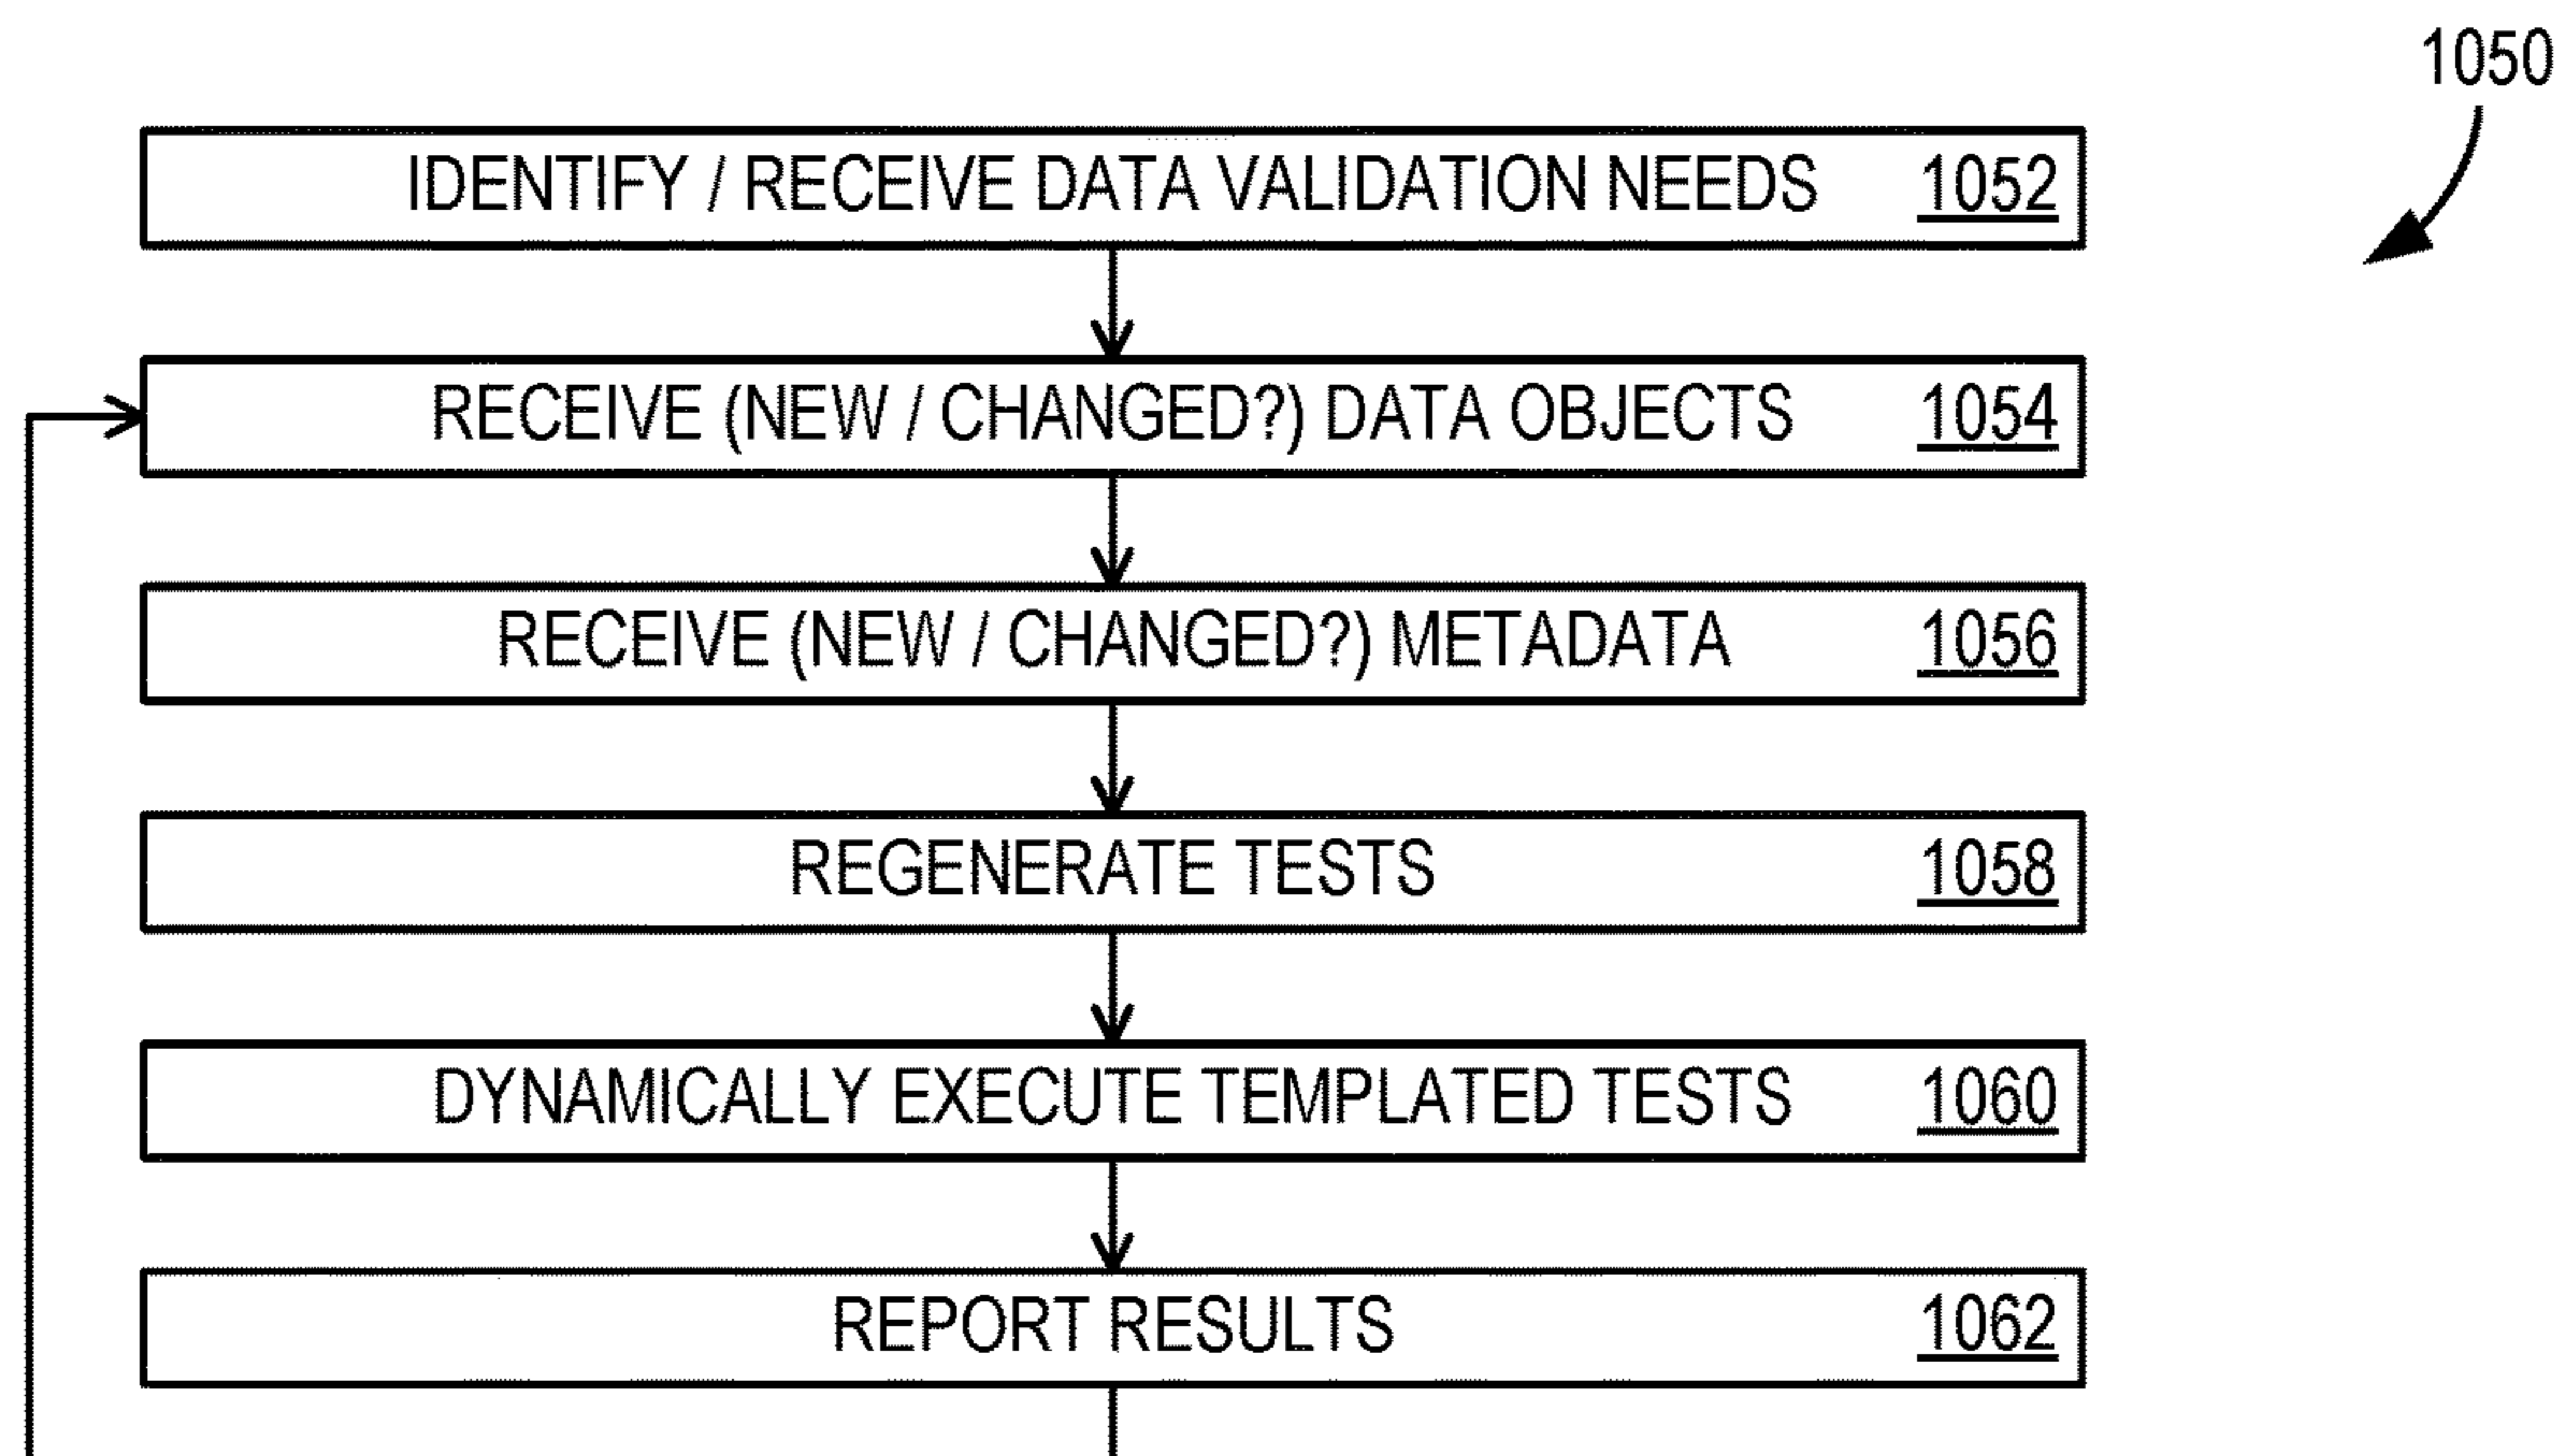 1050
IDENTIFY / RECEIVE DATA VALIDATION NEEDS 1052
RECEIVE (NEW / CHANGED?) DATA OBJECTS 1054
RECEIVE (NEW / CHANGED?) METADATA 1056
REGENERATE TESTS 1058
DYNAMICALLY EXECUTE TEMPLATED TESTS 1060
REPORT RESULTS 1062